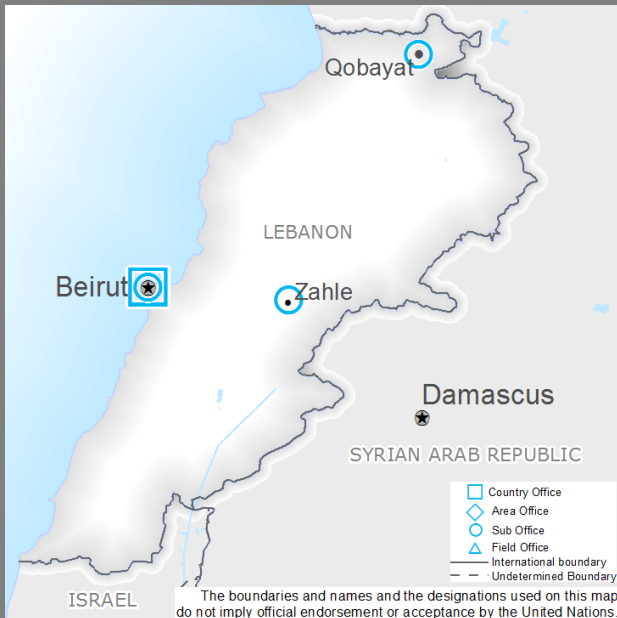 Qobayat
LEBANON
Beirut
Zahle
Damascus
SYRIAN ARAB REPUBLIC
Country Office
Area Office
Sub Office
Field Office
International boundary
Undetermined Boundary
ISRAEL
The boundaries and names and the designations used on this map
do not imply official endorsement or acceptance by the United Nations.